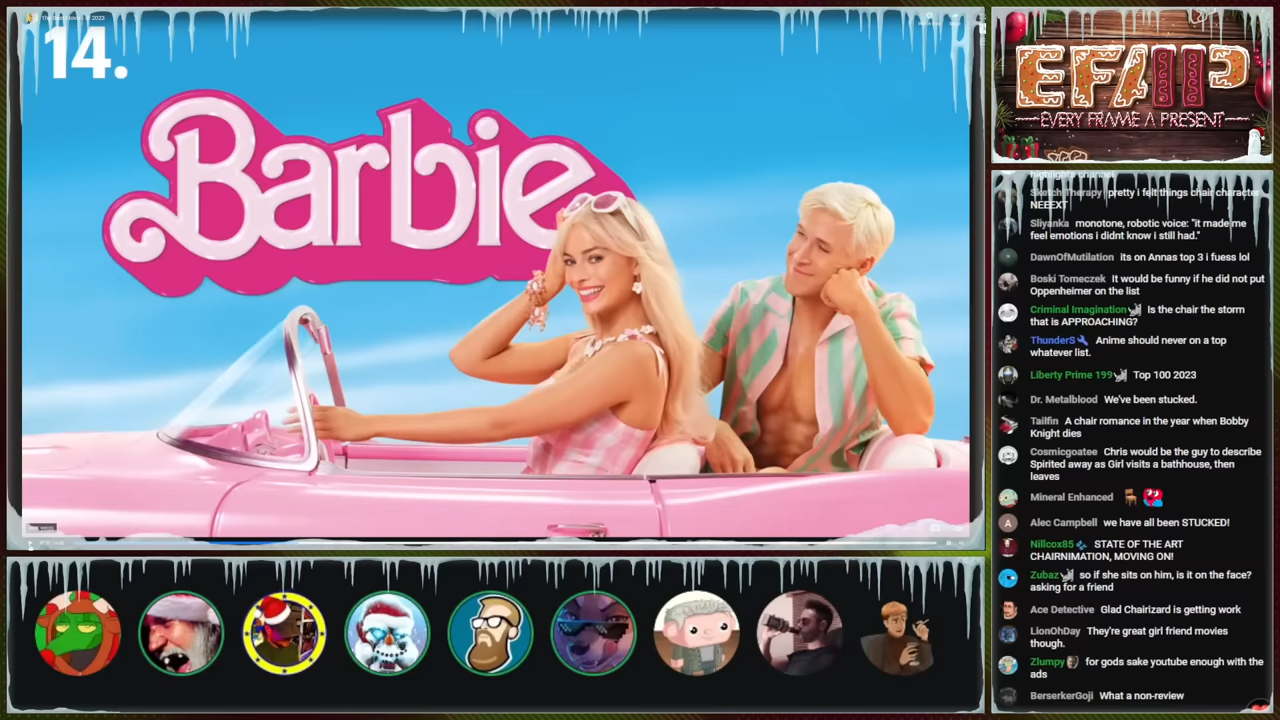 14.
Barbie
EFAP
EVERY FRAME A PRESENT
highlights channel
Sketch Therapy pretty i felt things chair character
NEEEXT
Sliyanka monotone, robotic voice: "it made me
feel emotions i didnt know i still had."
DawnOfMutilation its on Annas top 3 i fuess lol
Boski Tomeczek It would be funny if he did not put
Oppenheimer on the list
Criminal Imagination Is the chair the storm
that is APPROACHING?
ThunderS Anime should never on a top
whatever list.
Liberty Prime 199 Top 100 2023
Dr. Metalblood We've been stucked.
Tailfin A chair romance in the year when Bobby
Knight dies
Cosmicgoatee Chris would be the guy to describe
Spirited away as Girl visits a bathhouse, then
leaves
Mineral Enhanced
A Alec Campbell we have all been STUCKED!
Nillcox85 STATE OF THE ART
CHAIRNIMATION, MOVING ON!
Zubaz so if she sits on him, is it on the face?
asking for a friend
Ace Detective Glad Chairizard is getting work
LionOhDay They're great girl friend movies
though.
Zlumpy for gods sake youtube enough with the
ads
BerserkerGoji What a non-review